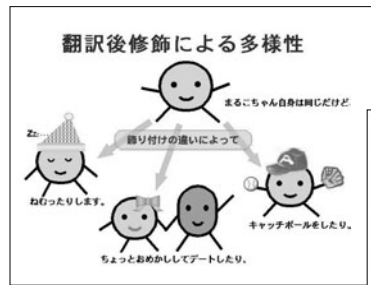 翻訳後修飾による多様性
まるこちゃん自身は同じだけど
飾り付けの違いによって
Zz...
A
ねむったりします。
キャッチボールをしたり。
ちょっとおめかししてデートしたり、